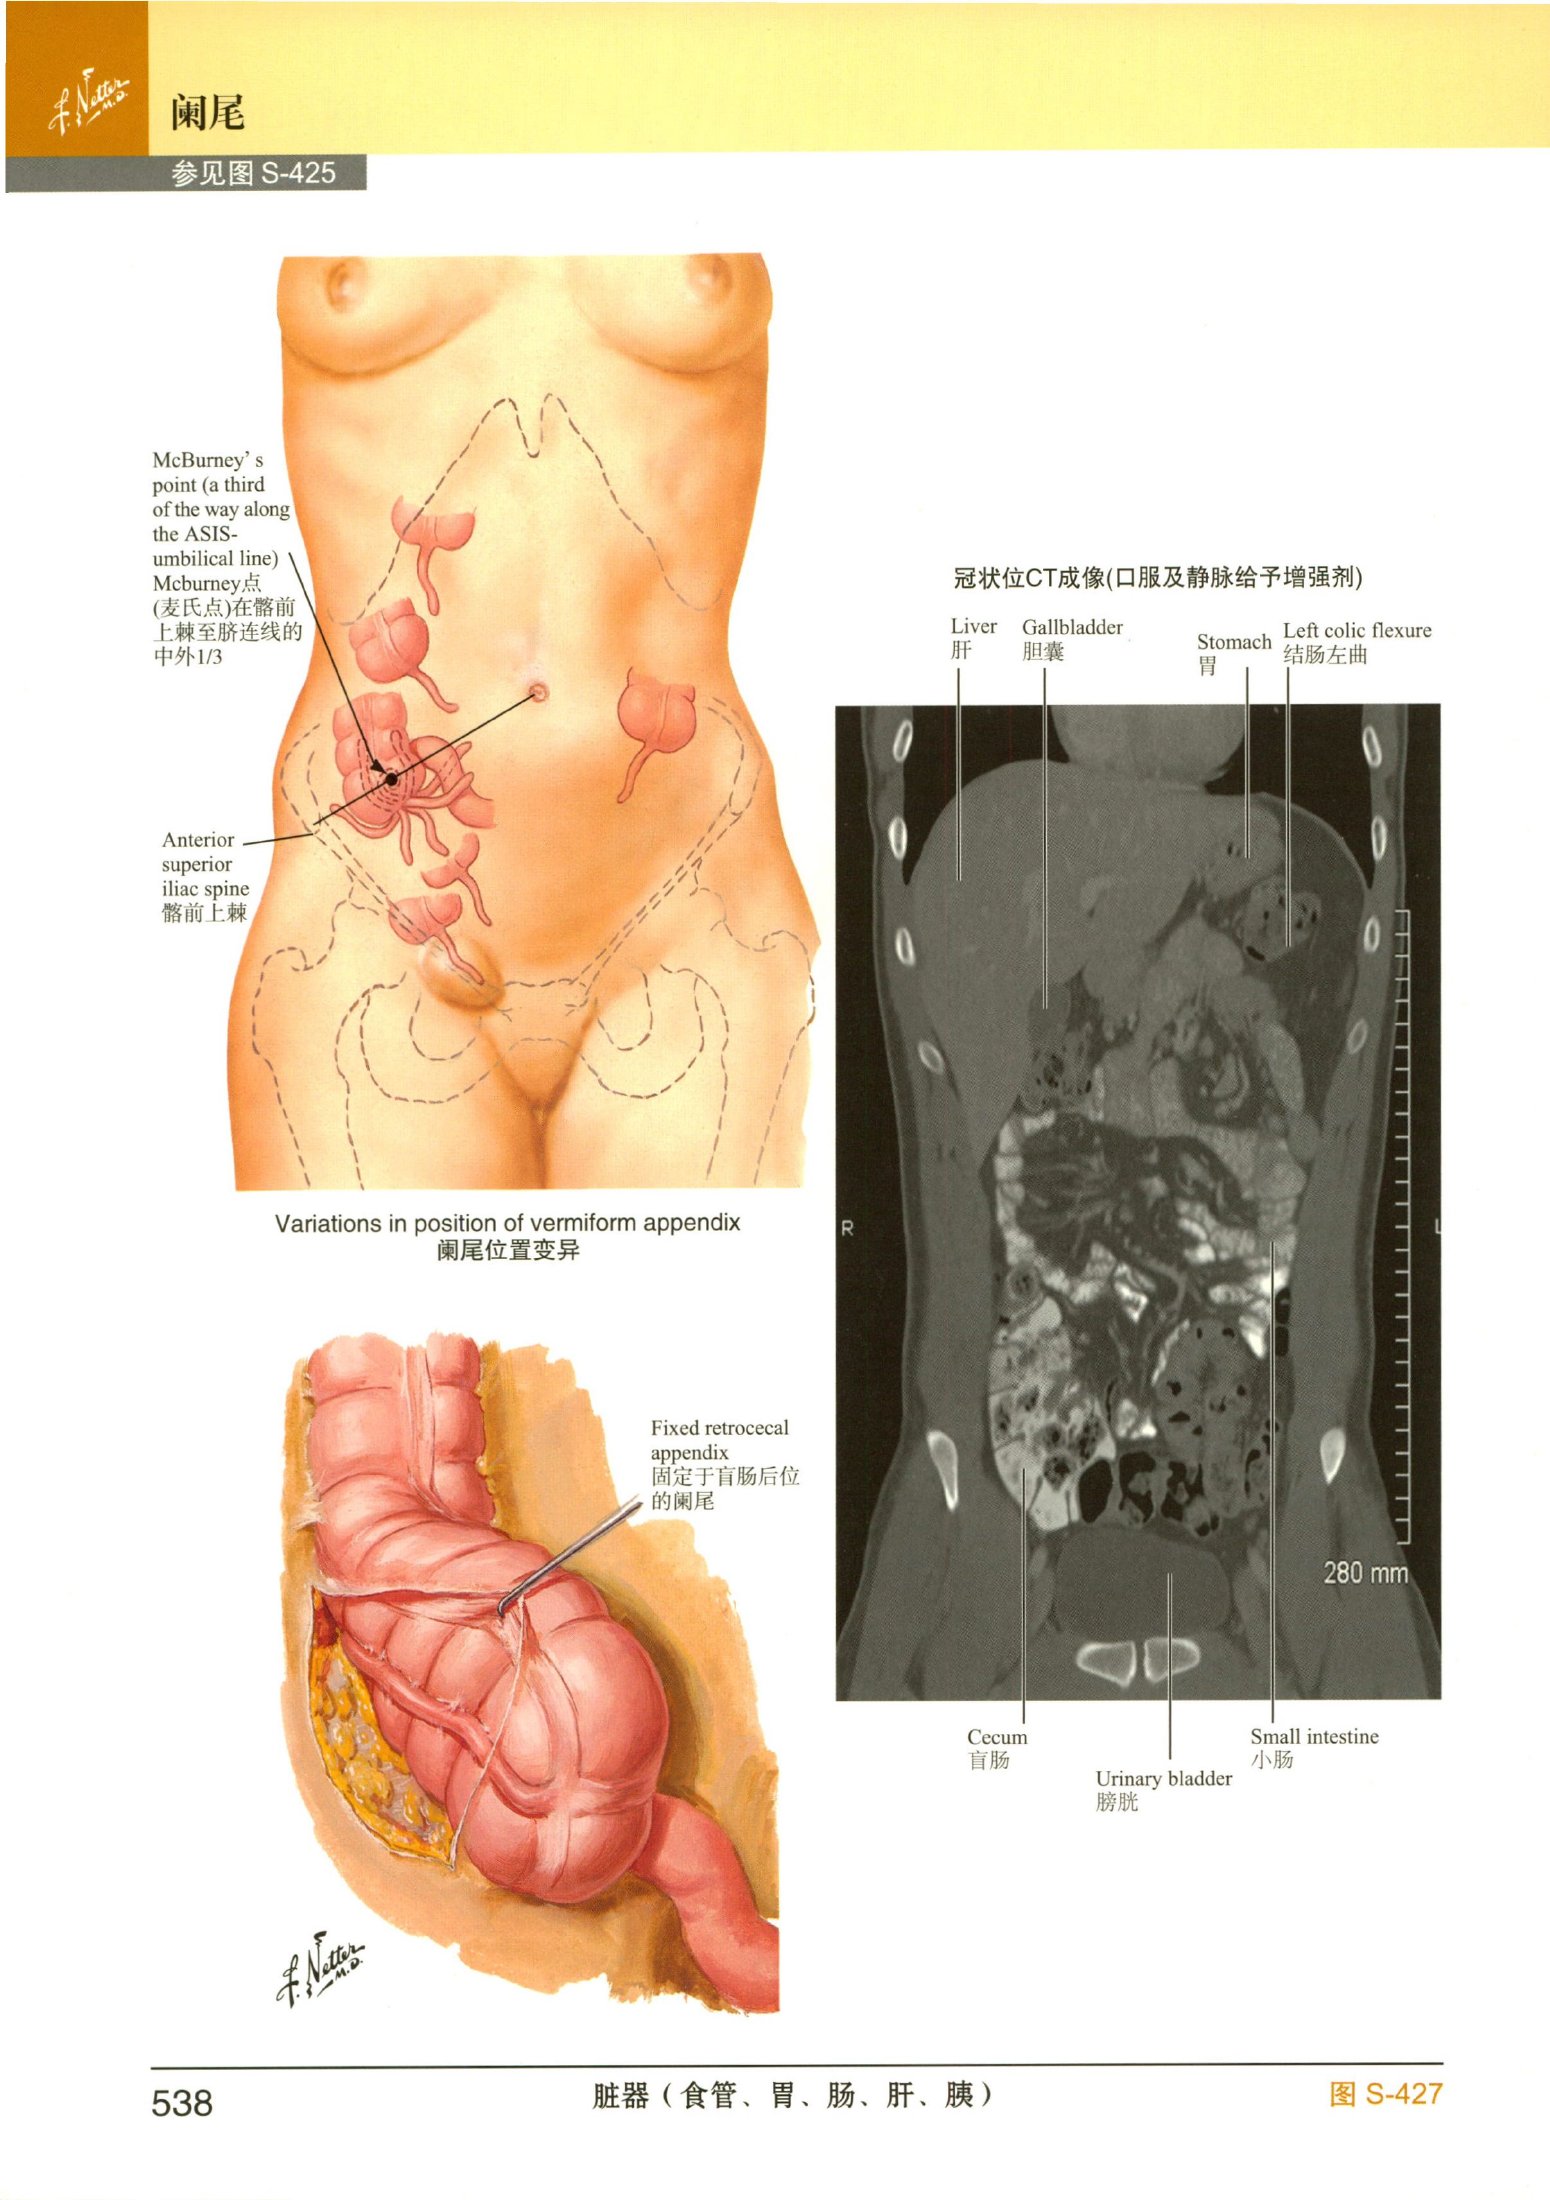 F. Netter M.D.
阑尾
参见图 S-425
McBurney' s
point (a third
of the way along
the ASIS-
umbilical line)
Mcburney点
(麦氏点)在髂前
上棘至脐连线的
中外1/3
Anterior
superior
iliac spine
髂前上棘
Variations in position of vermiform appendix
阑尾位置变异
冠状位CT成像(口服及静脉给予增强剂)
Liver
肝
Gallbladder
胆囊
Stomach
胃
Left colic flexure
结肠左曲
R
L
280 mm
Cecum
盲肠
Urinary bladder
膀胱
Small intestine
小肠
Fixed retrocecal
appendix
固定于盲肠后位
的阑尾
F. Netter M.D.
538
脏器（食管、胃、肠、肝、胰）
图 S-427